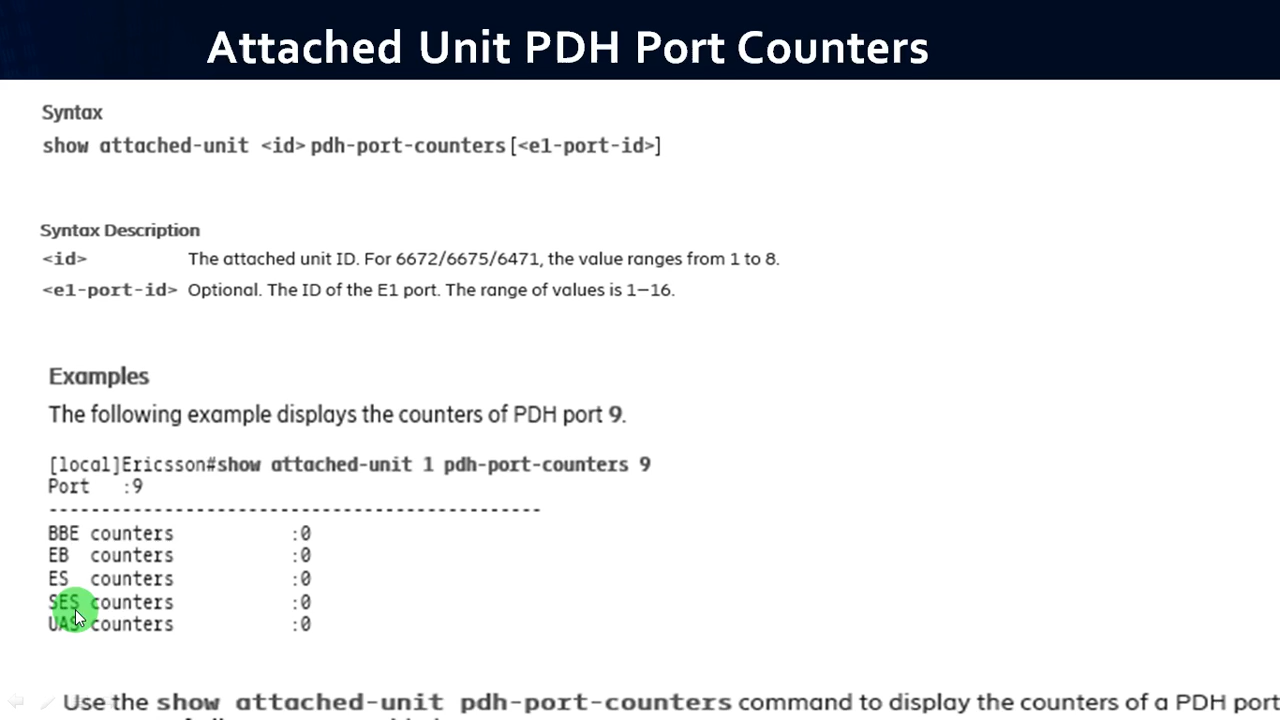 Attached Unit PDH Port Counters
Syntax
show attached-unit <id> pdh-port-counters [<e1-port-id>]
Syntax Description
<id> The attached unit ID. For 6672/6675/6471, the value ranges from 1 to 8.
<e1-port-id> Optional. The ID of the E1 port. The range of values is 1—16.
Examples
The following example displays the counters of PDH port 9.
[local]Ericsson#show attached-unit 1 pdh-port-counters 9
Port :9
----------------------------------------------
BBE counters :0
EB counters :0
ES counters :0
SES counters :0
UAS counters :0
Use the show attached-unit pdh-port-counters command to display the counters of a PDH port